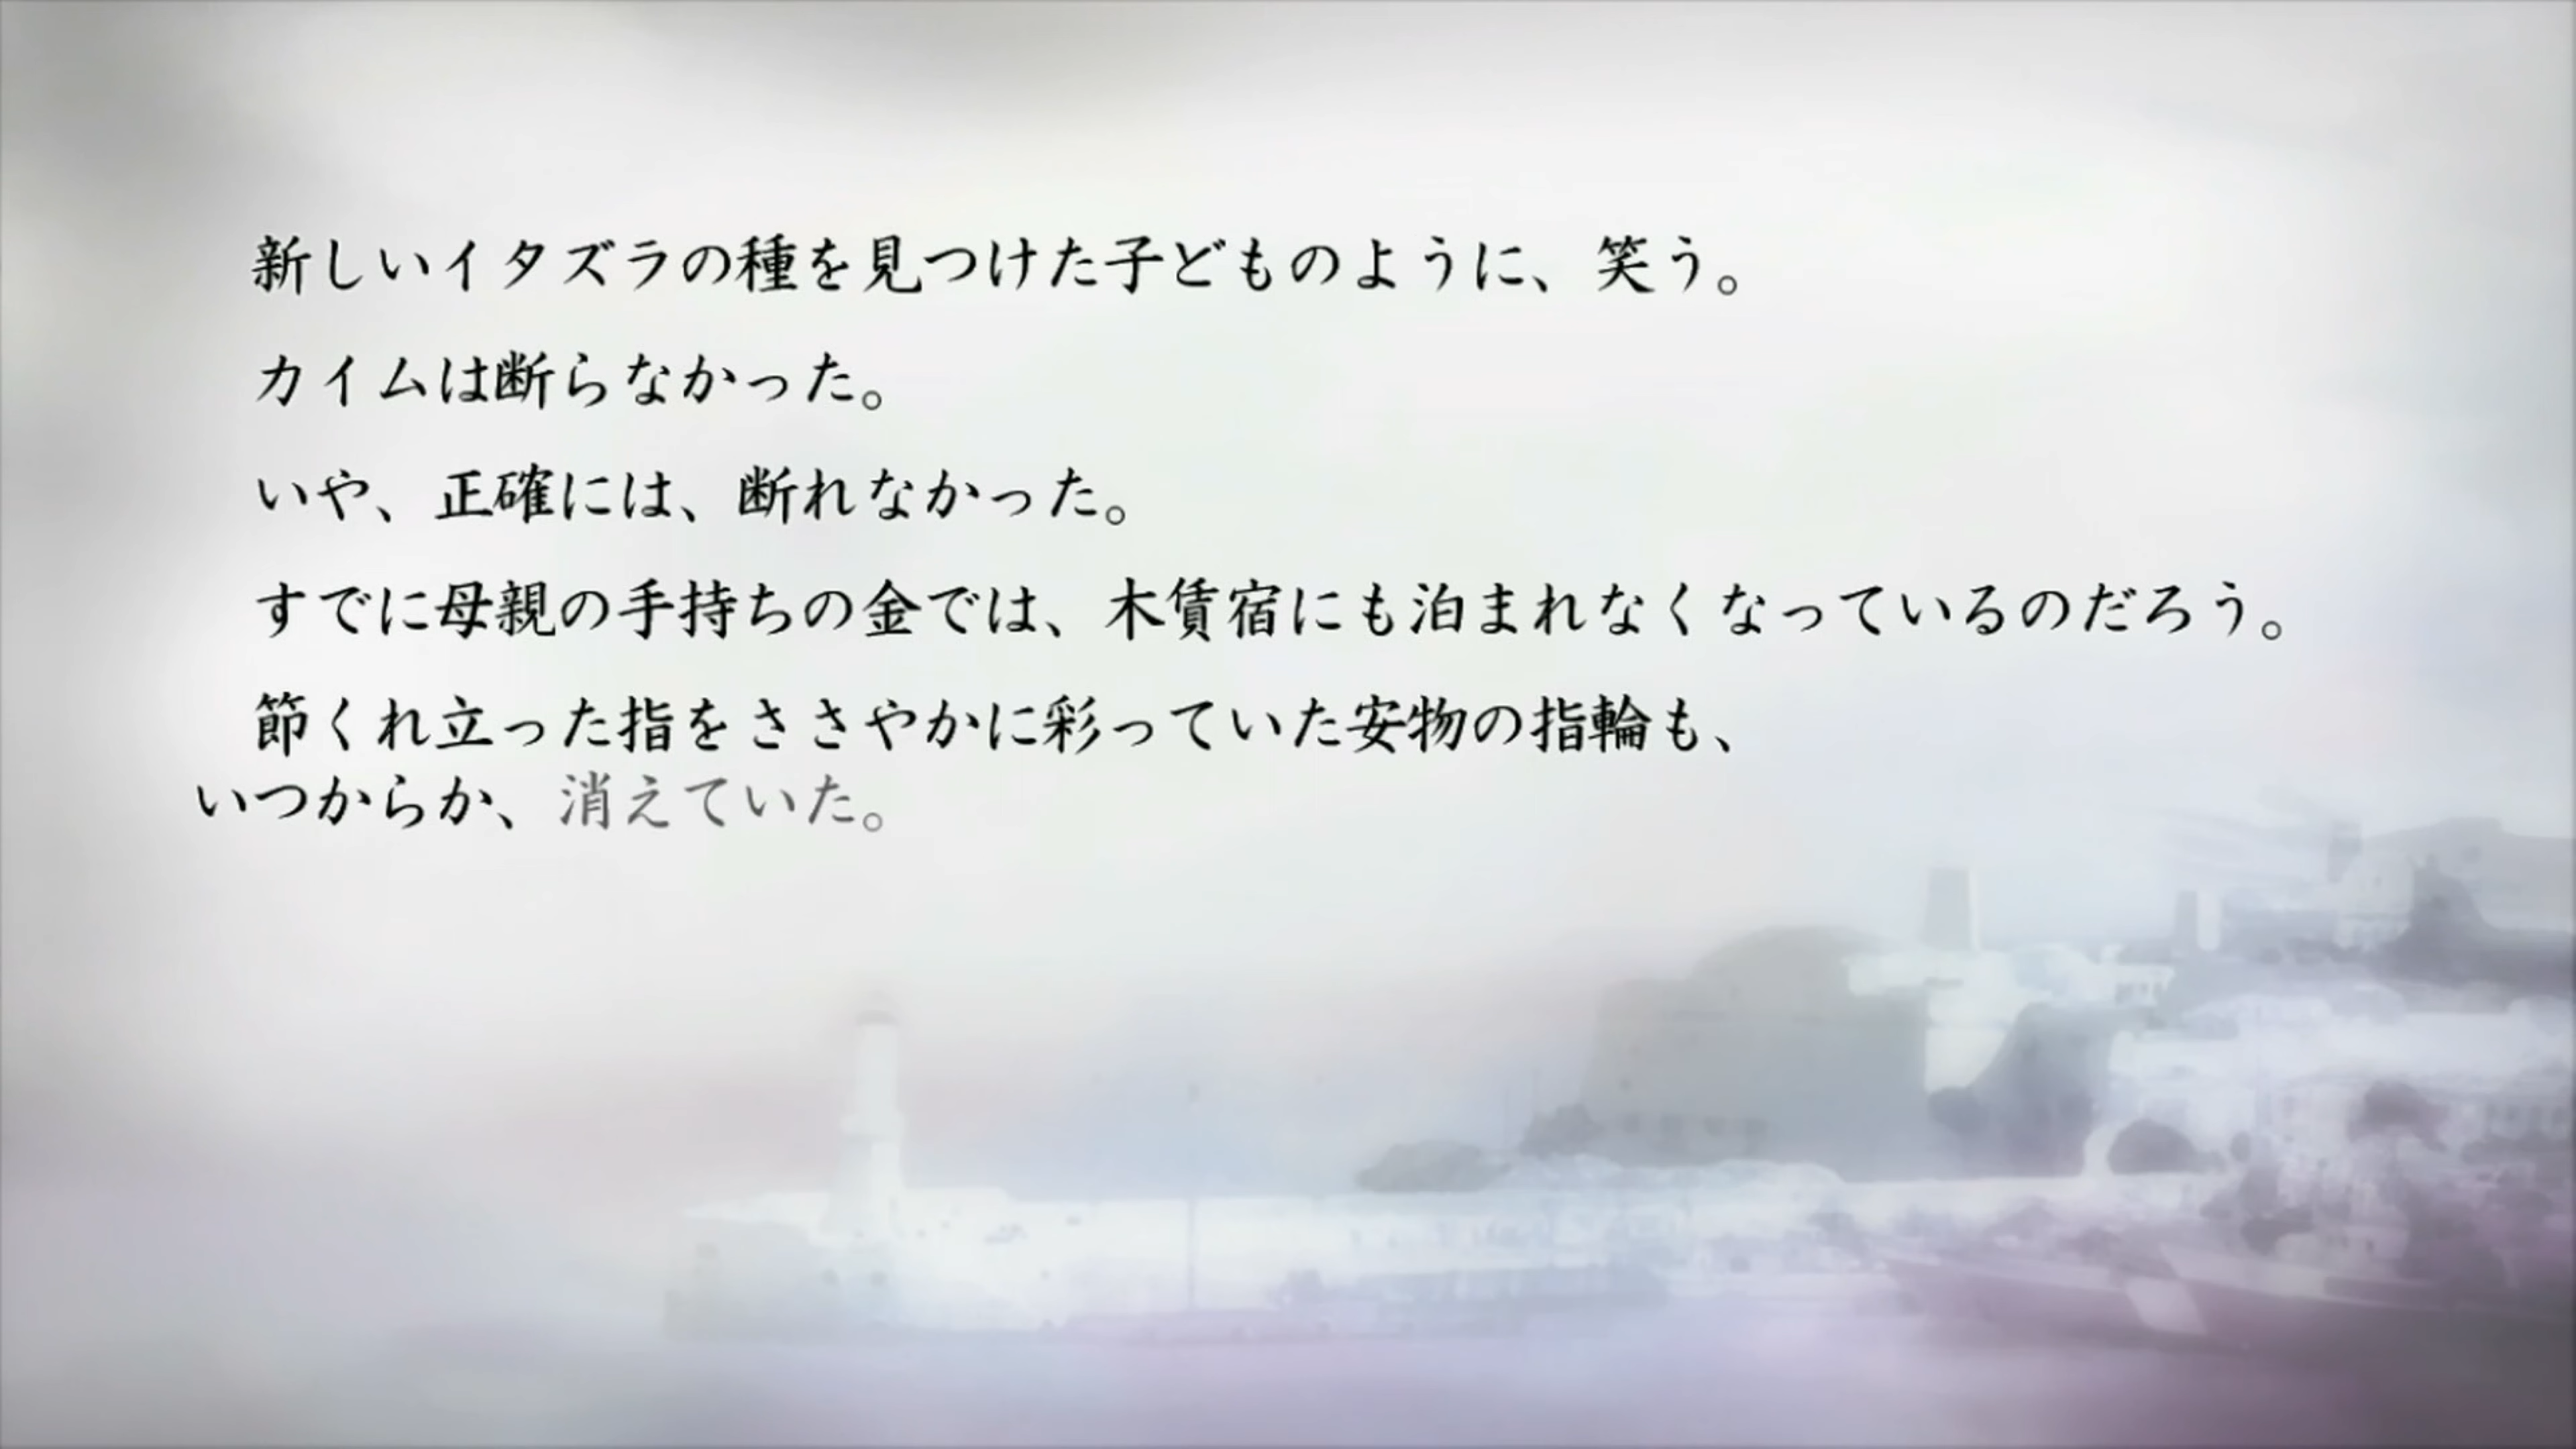 新しいイタズラの種を見つけた子どものように、笑う。
カイムは断らなかった。
いや、正確には、断れなかった。
すでに母親の手持ちの金では、木賃宿にも泊まれなくなっているのだろう。
節くれ立った指をささやかに彩っていた安物の指輪も、
いつからか、消えていた。